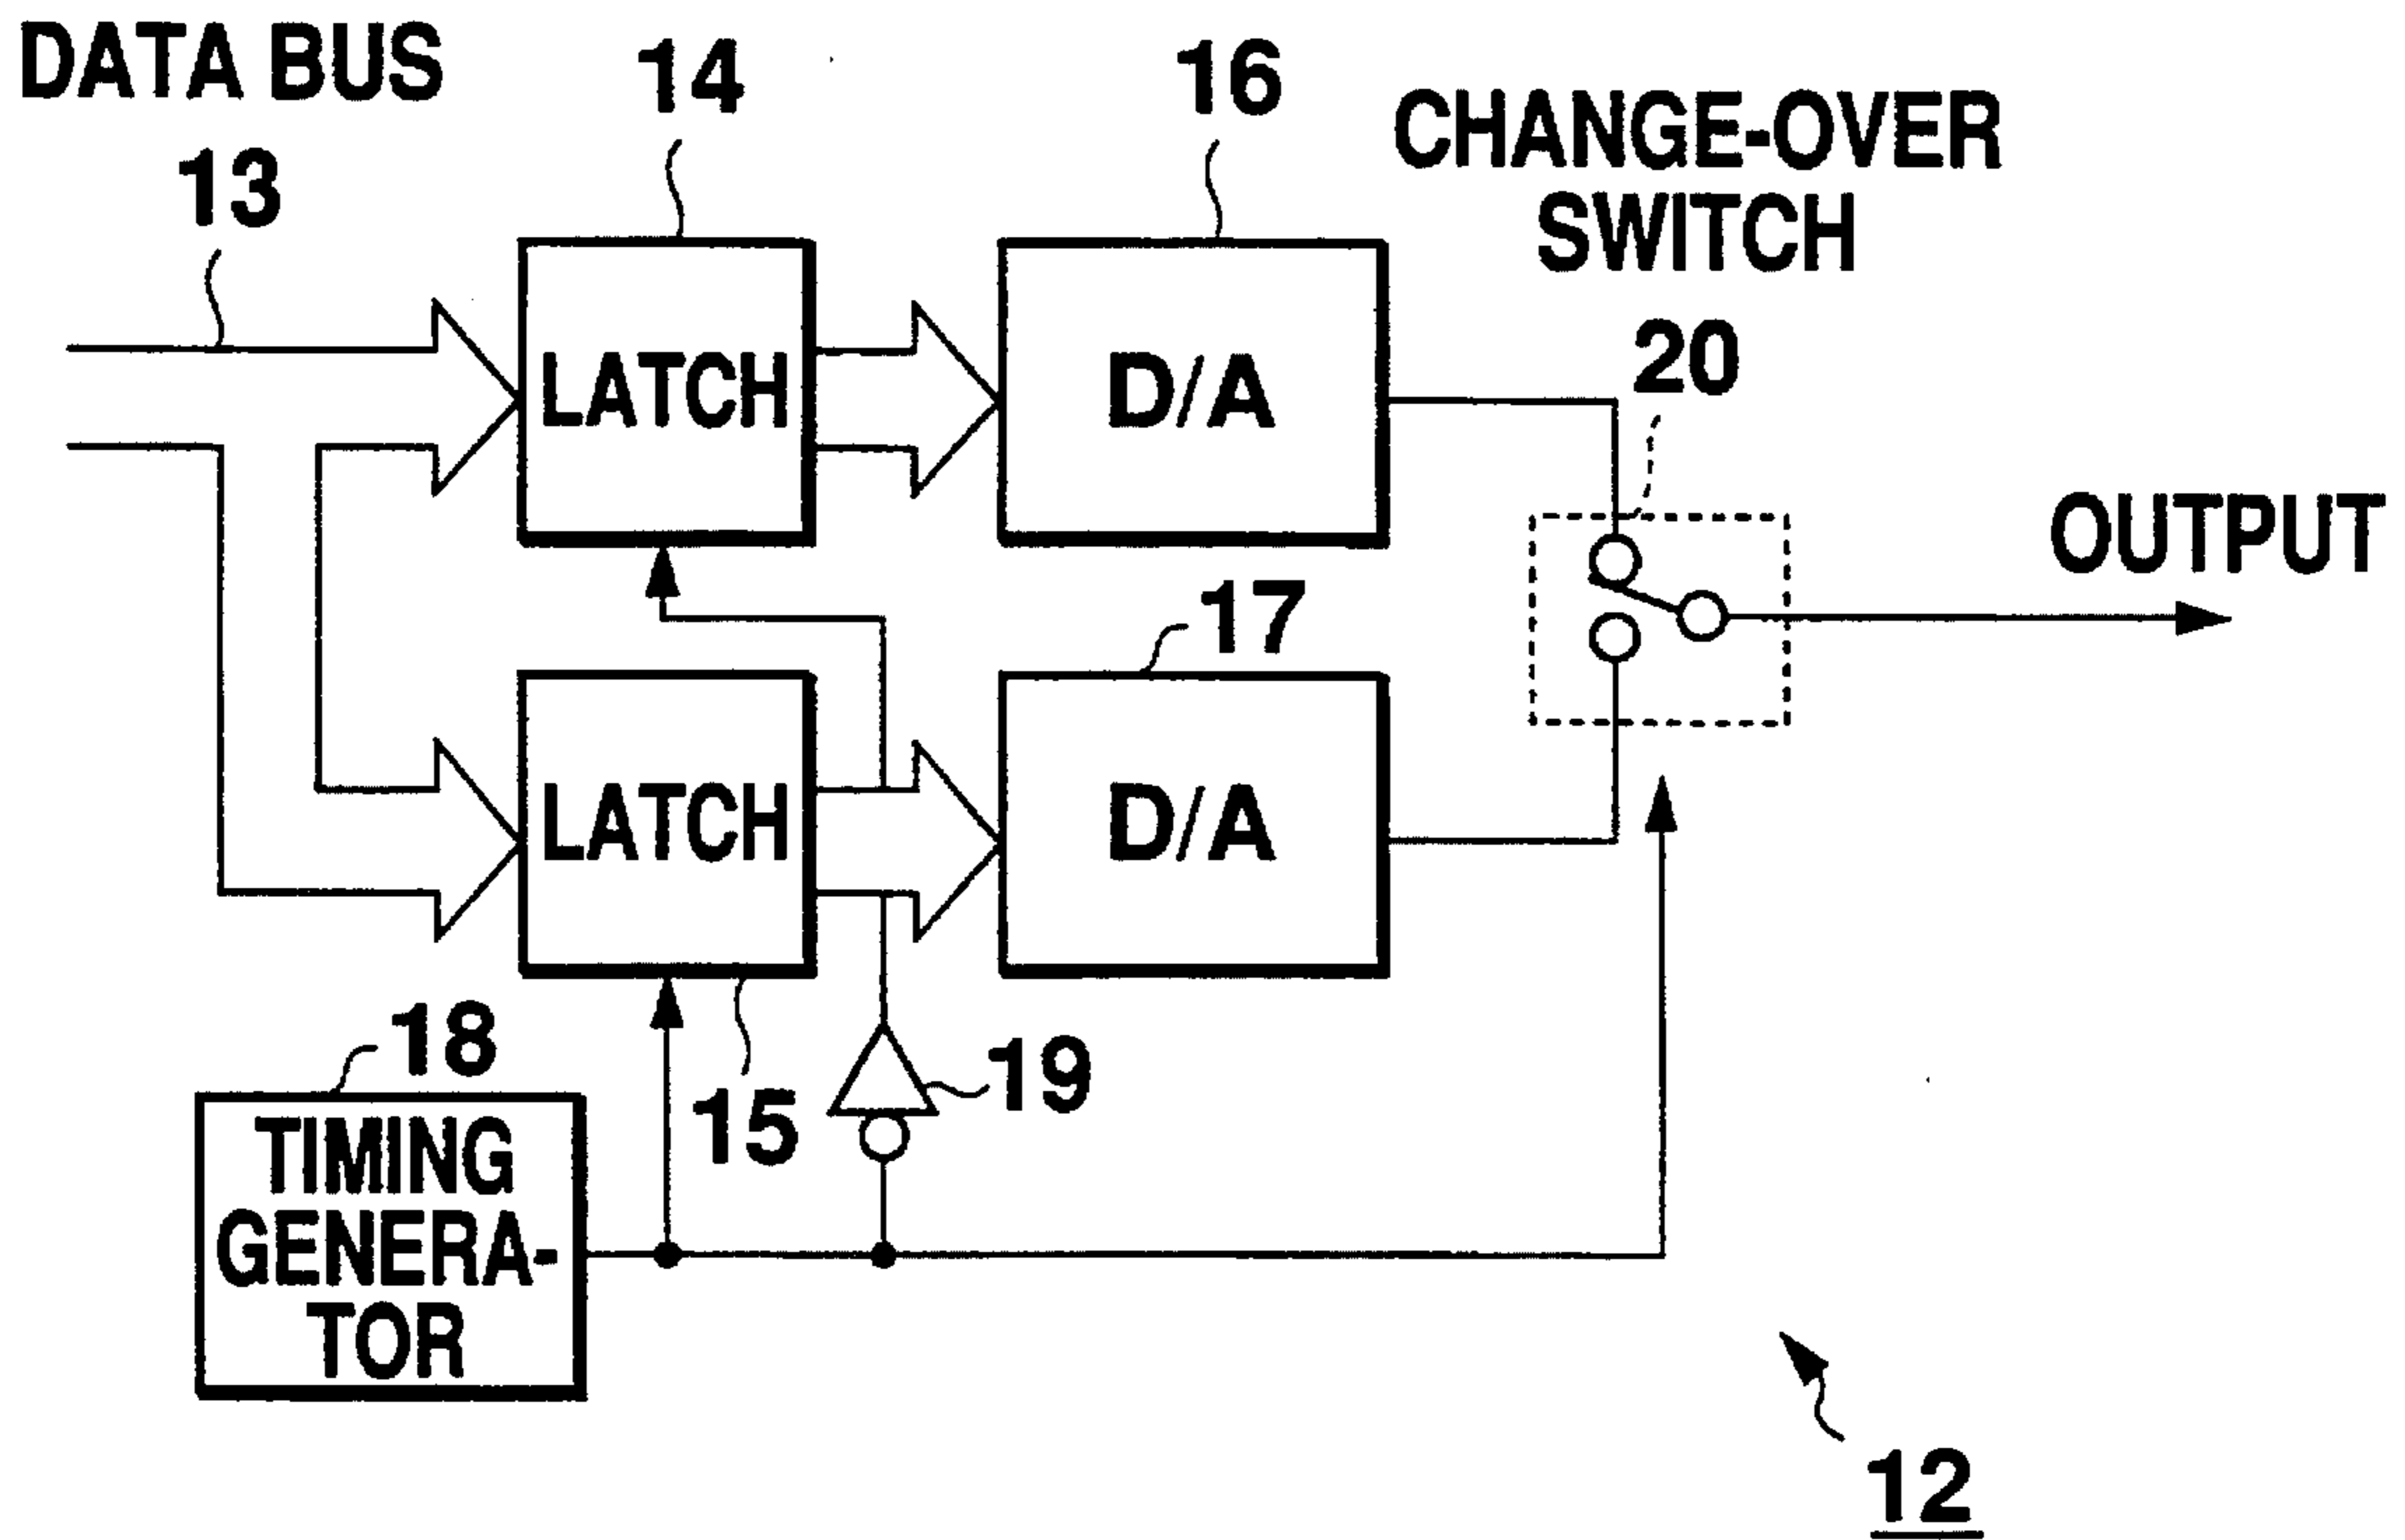 DATA BUS
13
14
16
CHANGE-OVER
SWITCH
20
LATCH
D/A
OUTPUT
17
LATCH
D/A
18
15
19
TIMING
GENERA-
TOR
12